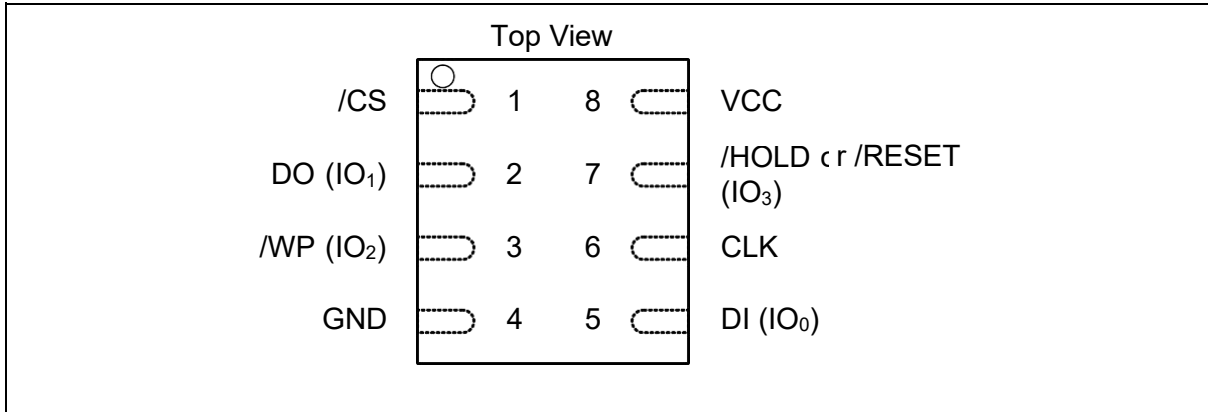 Top View
/CS 1 8 VCC
DO (IO₁) 2 7 /HOLD or /RESET
(IO₃)
/WP (IO₂) 3 6 CLK
GND 4 5 DI (IO₀)